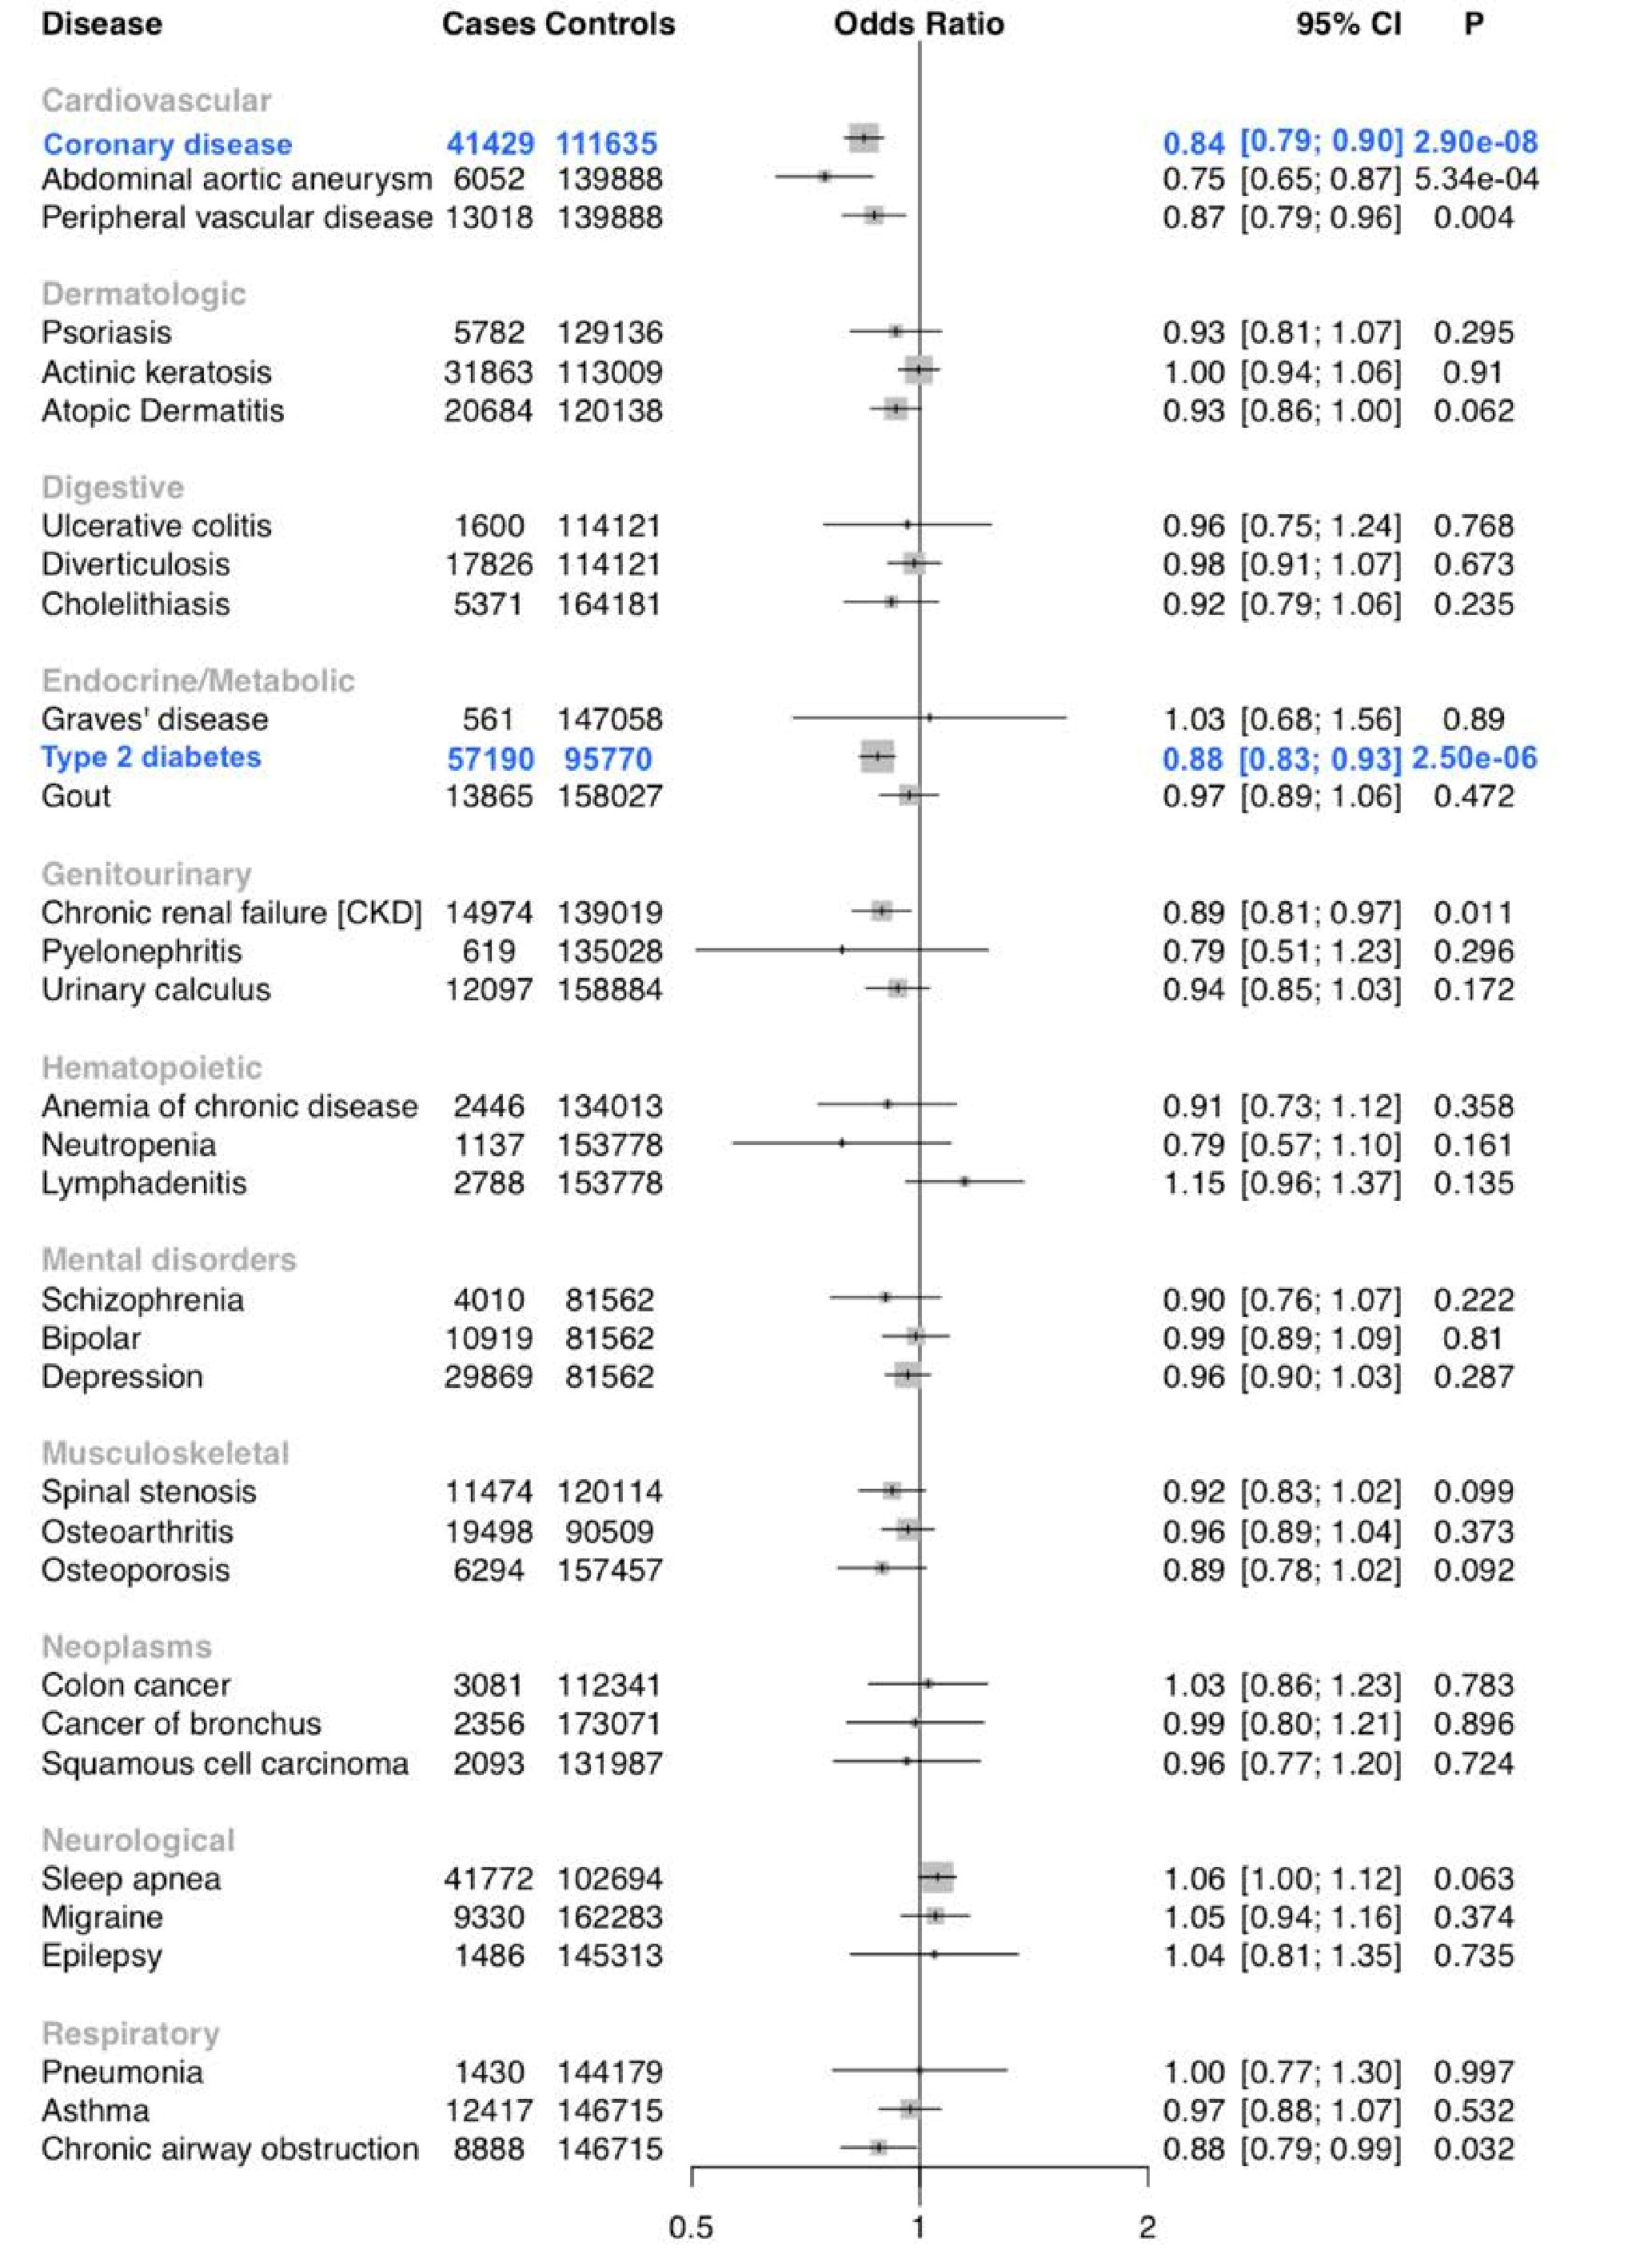 Disease Cases Controls Odds Ratio 95% CI P
Cardiovascular
Coronary disease 41429 111635 0.84 [0.79; 0.90] 2.90e-08
Abdominal aortic aneurysm 6052 139888 0.75 [0.65; 0.87] 5.34e-04
Peripheral vascular disease 13018 139888 0.87 [0.79; 0.96] 0.004
Dermatologic
Psoriasis 5782 129136 0.93 [0.81; 1.07] 0.295
Actinic keratosis 31863 113009 1.00 [0.94; 1.06] 0.91
Atopic Dermatitis 20684 120138 0.93 [0.86; 1.00] 0.062
Digestive
Ulcerative colitis 1600 114121 0.96 [0.75; 1.24] 0.768
Diverticulosis 17826 114121 0.98 [0.91; 1.07] 0.673
Cholelithiasis 5371 164181 0.92 [0.79; 1.06] 0.235
Endocrine/Metabolic
Graves' disease 561 147058 1.03 [0.68; 1.56] 0.89
Type 2 diabetes 57190 95770 0.88 [0.83; 0.93] 2.50e-06
Gout 13865 158027 0.97 [0.89; 1.06] 0.472
Genitourinary
Chronic renal failure [CKD] 14974 139019 0.89 [0.81; 0.97] 0.011
Pyelonephritis 619 135028 0.79 [0.51; 1.23] 0.296
Urinary calculus 12097 158884 0.94 [0.85; 1.03] 0.172
Hematopoietic
Anemia of chronic disease 2446 134013 0.91 [0.73; 1.12] 0.358
Neutropenia 1137 153778 0.79 [0.57; 1.10] 0.161
Lymphadenitis 2788 153778 1.15 [0.96; 1.37] 0.135
Mental disorders
Schizophrenia 4010 81562 0.90 [0.76; 1.07] 0.222
Bipolar 10919 81562 0.99 [0.89; 1.09] 0.81
Depression 29869 81562 0.96 [0.90; 1.03] 0.287
Musculoskeletal
Spinal stenosis 11474 120114 0.92 [0.83; 1.02] 0.099
Osteoarthritis 19498 90509 0.96 [0.89; 1.04] 0.373
Osteoporosis 6294 157457 0.89 [0.78; 1.02] 0.092
Neoplasms
Colon cancer 3081 112341 1.03 [0.86; 1.23] 0.783
Cancer of bronchus 2356 173071 0.99 [0.80; 1.21] 0.896
Squamous cell carcinoma 2093 131987 0.96 [0.77; 1.20] 0.724
Neurological
Sleep apnea 41772 102694 1.06 [1.00; 1.12] 0.063
Migraine 9330 162283 1.05 [0.94; 1.16] 0.374
Epilepsy 1486 145313 1.04 [0.81; 1.35] 0.735
Respiratory
Pneumonia 1430 144179 1.00 [0.77; 1.30] 0.997
Asthma 12417 146715 0.97 [0.88; 1.07] 0.532
Chronic airway obstruction 8888 146715 0.88 [0.79; 0.99] 0.032
0.5 1 2